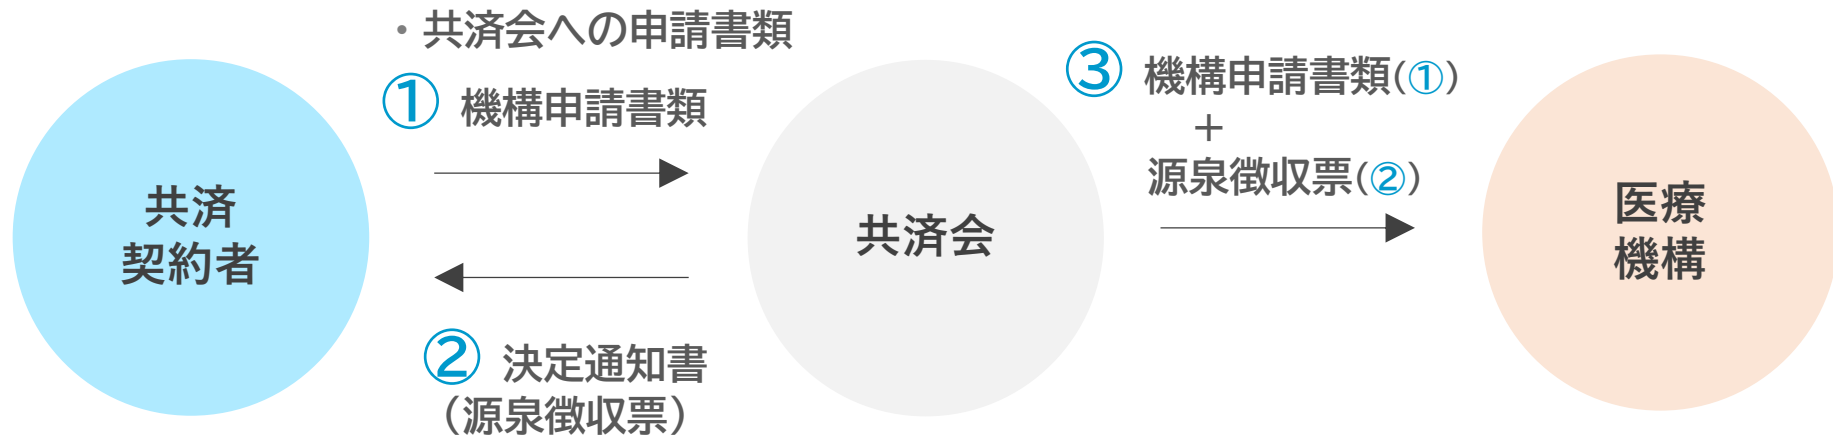 ・共済会への申請書類
① 機構申請書類
共済
契約者
② 決定通知書
（源泉徴収票）
共済会
③ 機構申請書類(①)
＋
源泉徴収票(②)
医療
機構